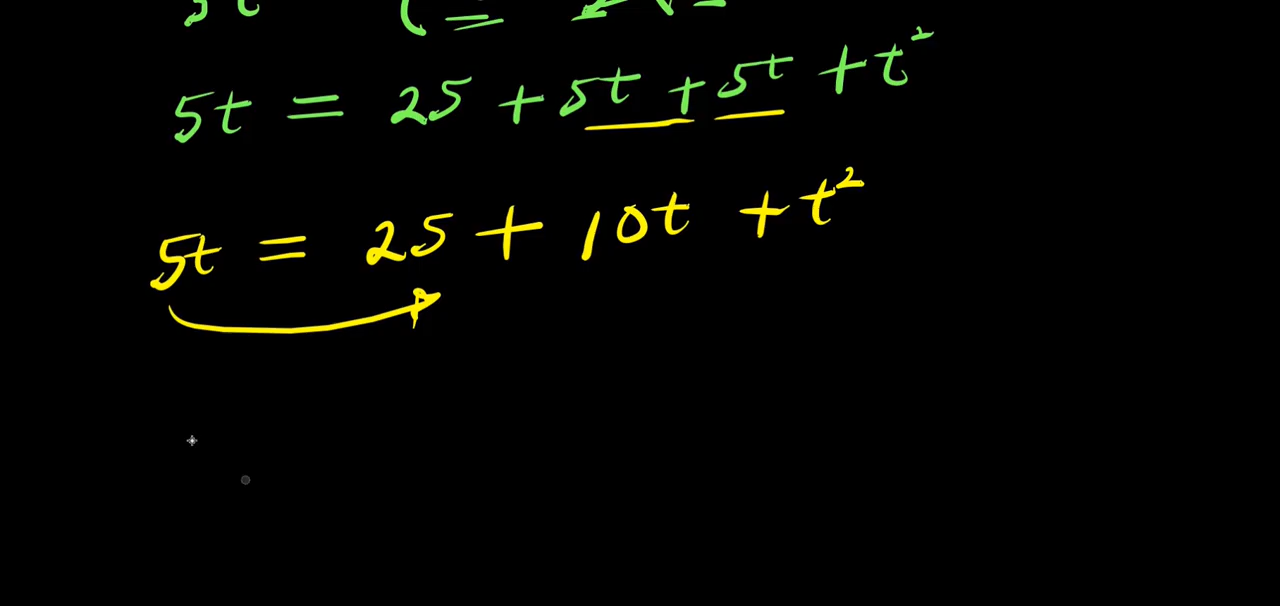 5t = 25 + 5t + 5t + t²
5t = 25 + 10t + t²